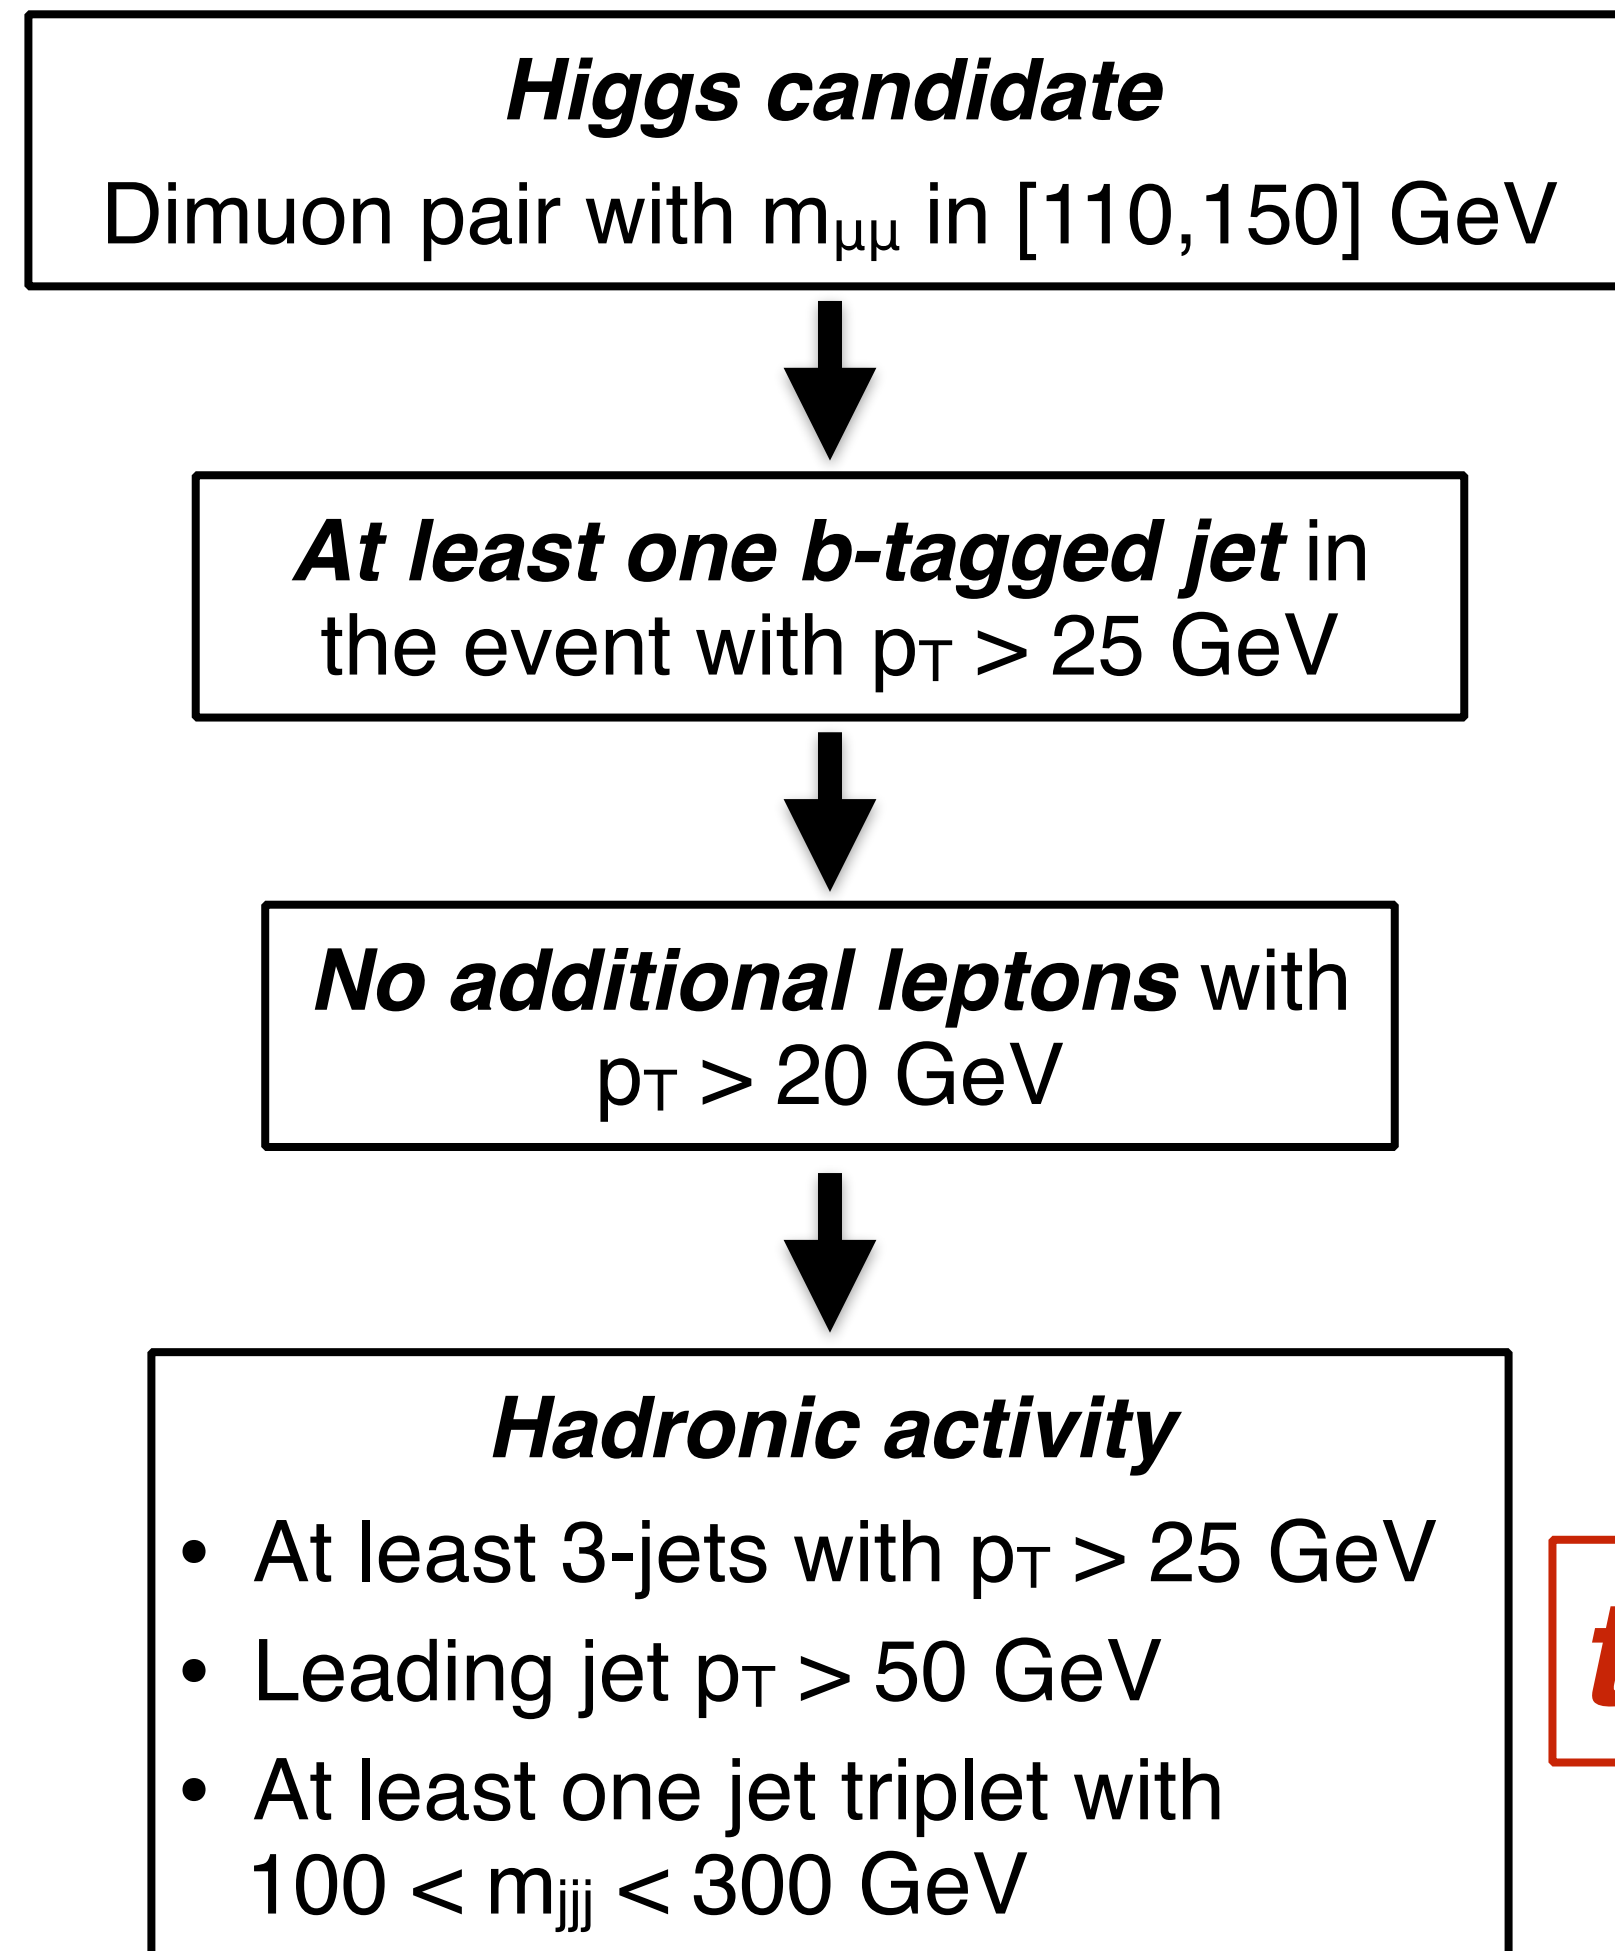 Higgs candidate
Dimuon pair with mμμ in [110,150] GeV
At least one b-tagged jet in
the event with pT > 25 GeV
No additional leptons with
pT > 20 GeV
Hadronic activity
• At least 3-jets with pT > 25 GeV
• Leading jet pT > 50 GeV
• At least one jet triplet with
100 < mjjj < 300 GeV